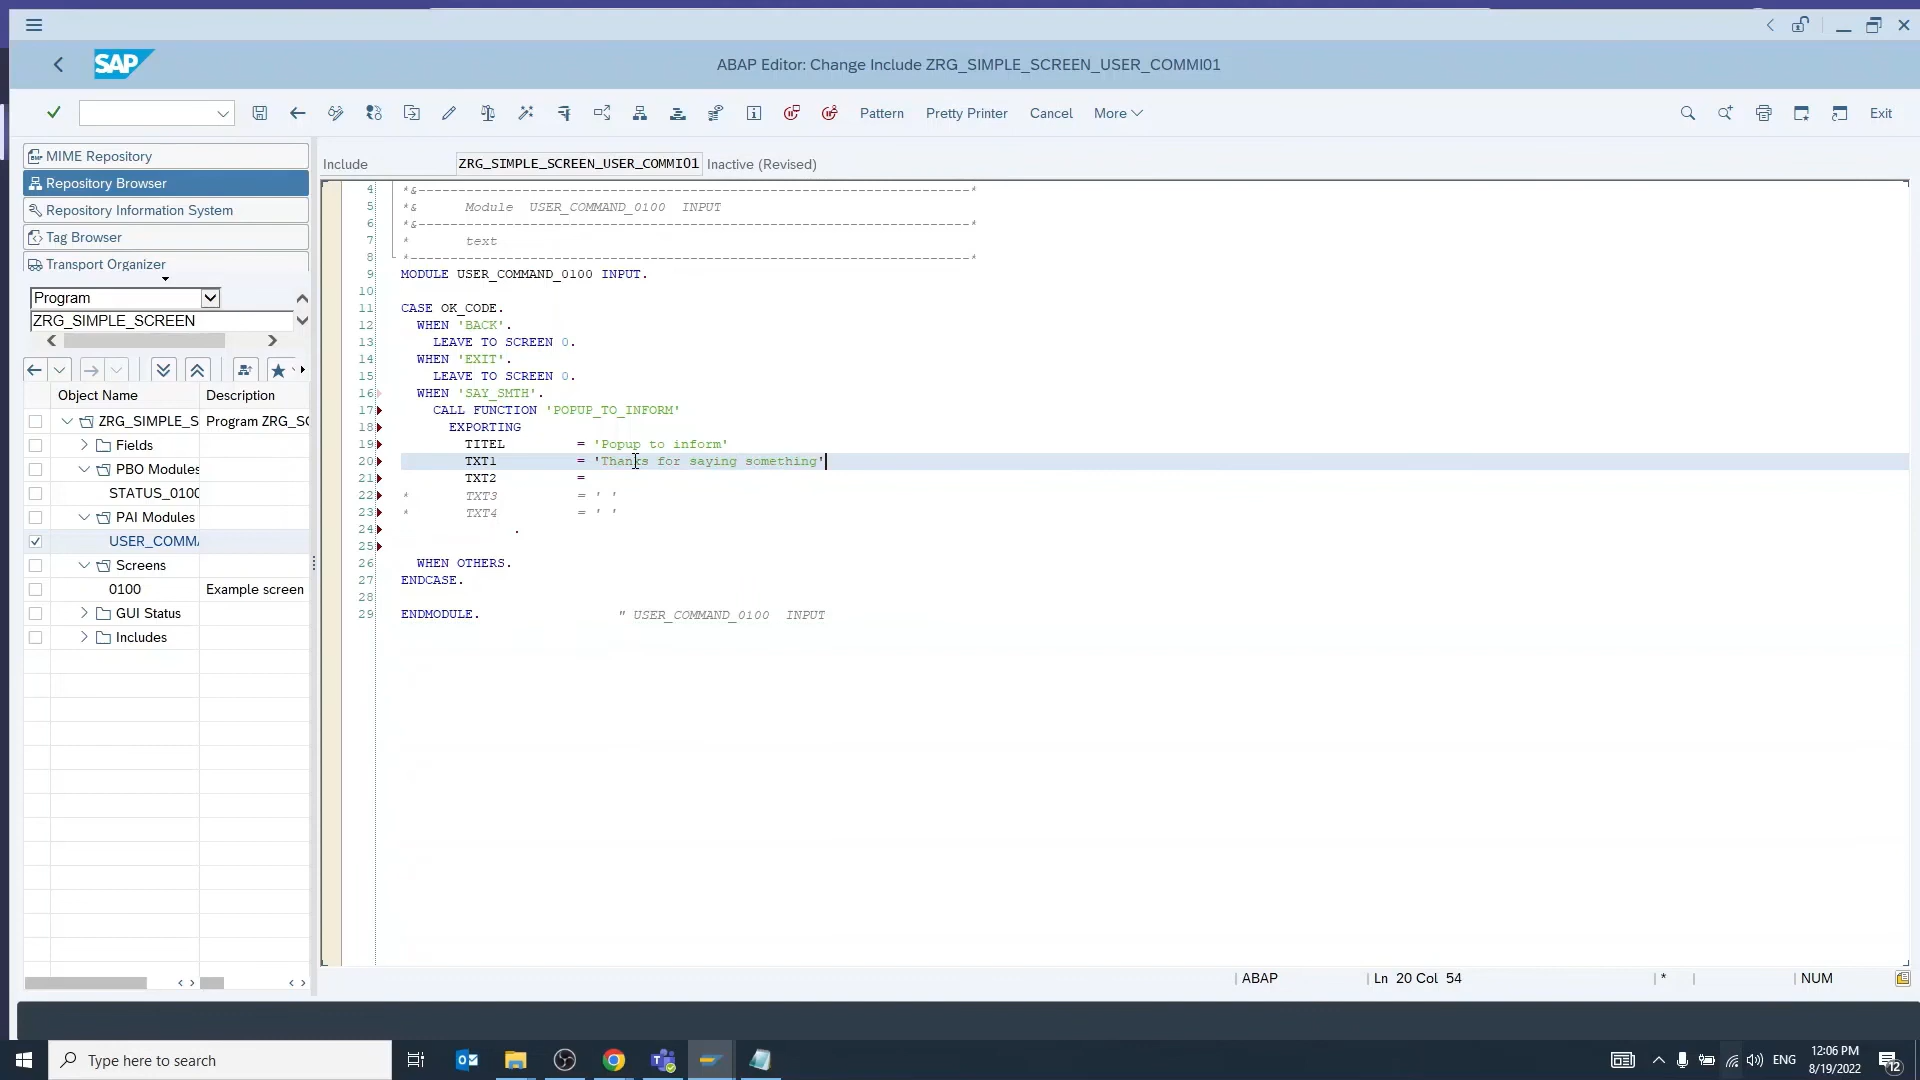 SAP
ABAP Editor: Change Include ZRG_SIMPLE_SCREEN_USER_COMMI01
Pattern
Pretty Printer
Cancel
More
Exit
MIME Repository
Repository Browser
Repository Information System
Tag Browser
Transport Organizer
Program
ZRG_SIMPLE_SCREEN
Object Name
Description
ZRG_SIMPLE_S
Program ZRG_SC
Fields
PBO Modules
STATUS_0100
PAI Modules
USER_COMMA
Screens
0100
Example screen
GUI Status
Includes
Include
ZRG_SIMPLE_SCREEN_USER_COMMI01
Inactive (Revised)
4 *&---------------------------------------------------------------------*
5 *&      Module  USER_COMMAND_0100  INPUT
6 *&---------------------------------------------------------------------*
7 *       text
8 *----------------------------------------------------------------------*
9 MODULE USER_COMMAND_0100 INPUT.
10
11 CASE OK_CODE.
12   WHEN 'BACK'.
13     LEAVE TO SCREEN 0.
14   WHEN 'EXIT'.
15     LEAVE TO SCREEN 0.
16   WHEN 'SAY_SMTH'.
17     CALL FUNCTION 'POPUP_TO_INFORM'
18       EXPORTING
19         TITEL         = 'Popup to inform'
20         TXT1          = 'Thanks for saying something'
21         TXT2          =
22 *       TXT3          = ' '
23 *       TXT4          = ' '
24               .
25
26   WHEN OTHERS.
27 ENDCASE.
28
29 ENDMODULE.                 " USER_COMMAND_0100  INPUT
ABAP
Ln 20 Col 54
*
NUM
Type here to search
ENG
12:06 PM
8/19/2022
12